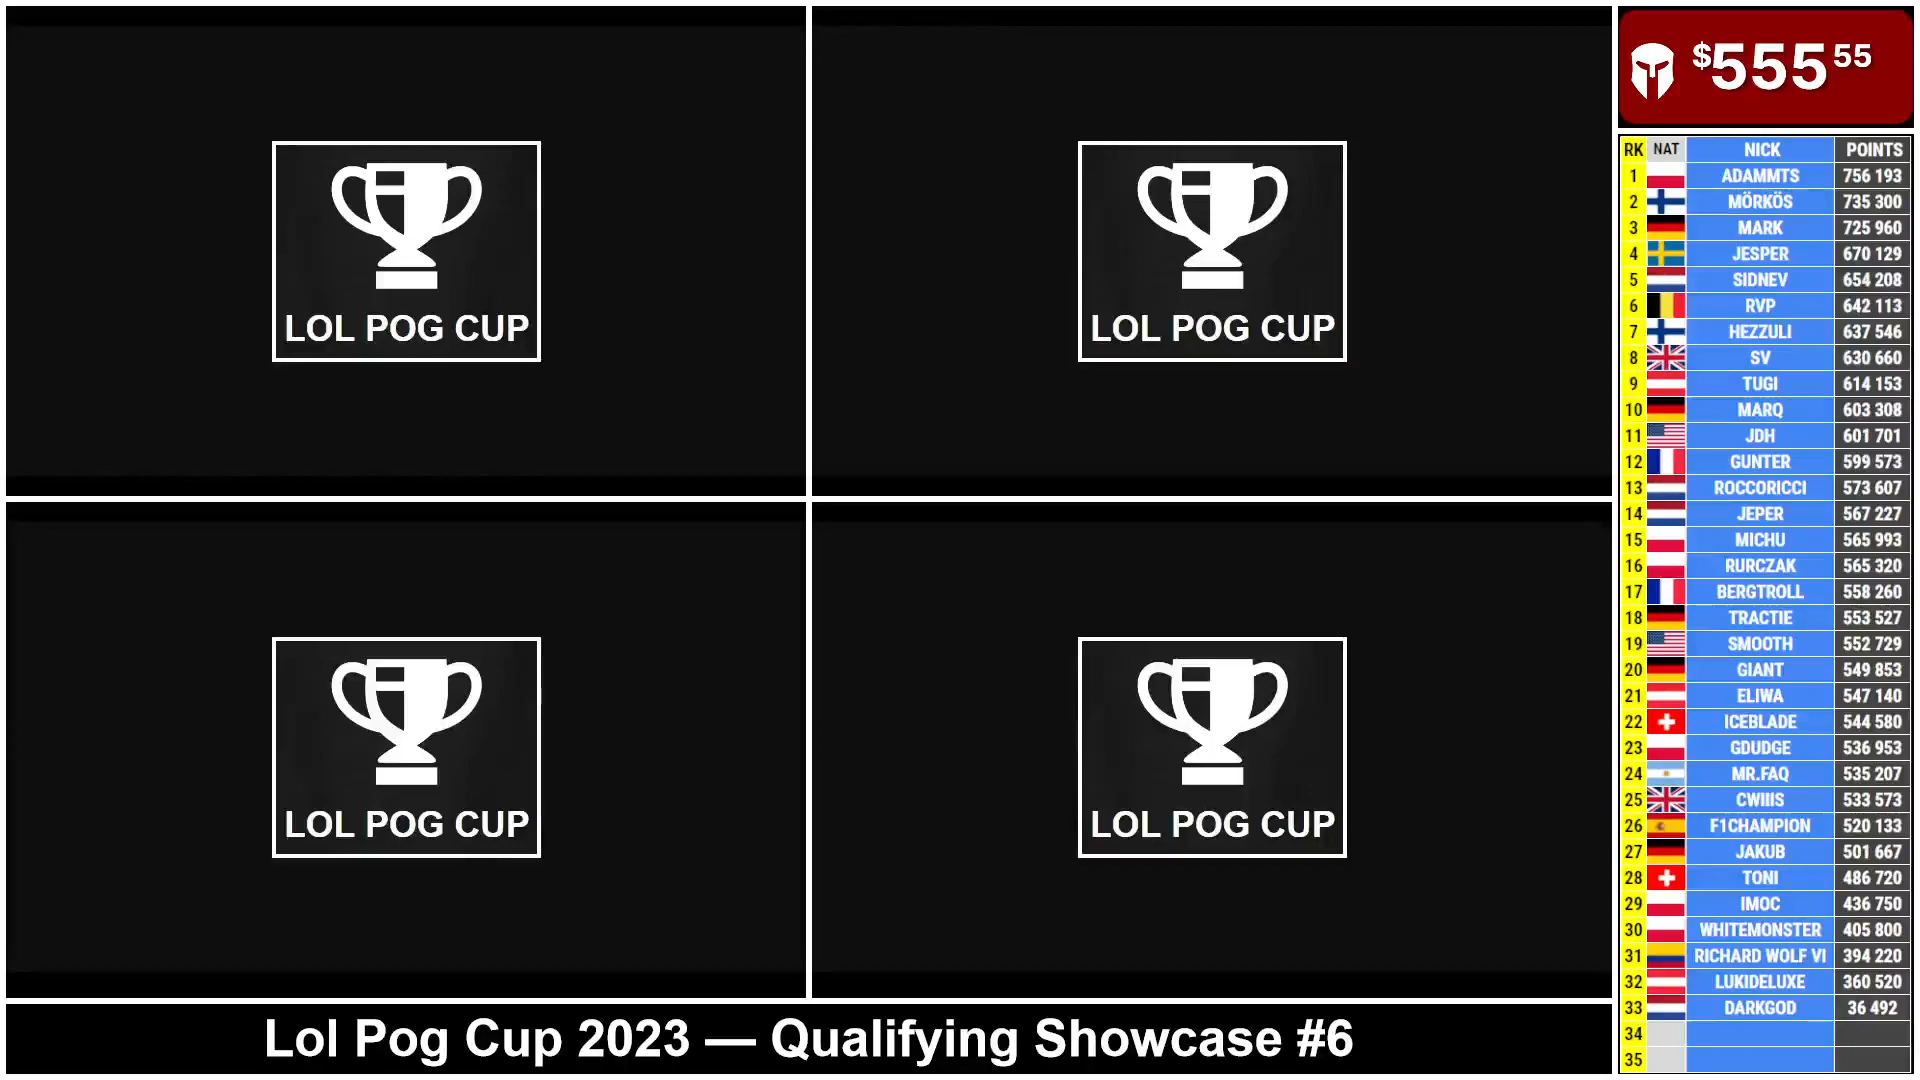 LOL POG CUP
LOL POG CUP
LOL POG CUP
LOL POG CUP
Lol Pog Cup 2023 — Qualifying Showcase #6
$555 55
RK NAT NICK POINTS
1 ADAMMTS 756 193
2 MÖRKÖS 735 300
3 MARK 725 960
4 JESPER 670 129
5 SIDNEV 654 208
6 RVP 642 113
7 HEZZULI 637 546
8 SV 630 660
9 TUGI 614 153
10 MARQ 603 308
11 JDH 601 701
12 GUNTER 599 573
13 ROCCORICCI 573 607
14 JEPER 567 227
15 MICHU 565 993
16 RURCZAK 565 320
17 BERGTROLL 558 260
18 TRACTIE 553 527
19 SMOOTH 552 729
20 GIANT 549 853
21 ELIWA 547 140
22 ICEBLADE 544 580
23 GDUDGE 536 953
24 MR.FAQ 535 207
25 CWIIIS 533 573
26 F1CHAMPION 520 133
27 JAKUB 501 667
28 TONI 486 720
29 IMOC 436 750
30 WHITEMONSTER 405 800
31 RICHARD WOLF VI 394 220
32 LUKIDELUXE 360 520
33 DARKGOD 36 492
34
35